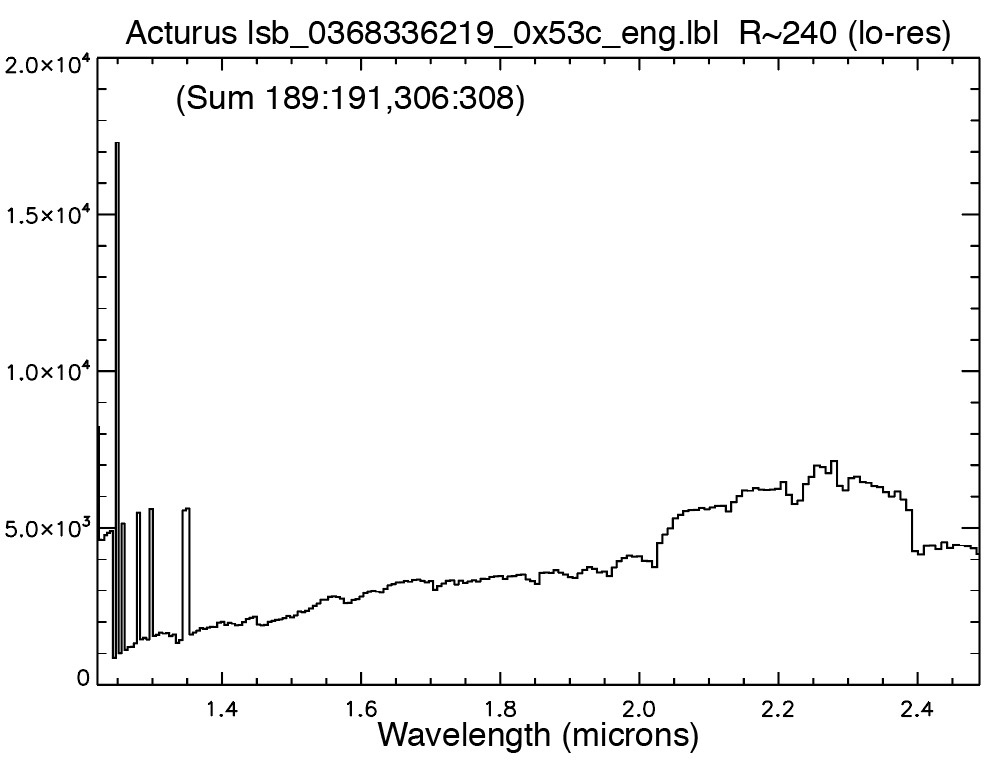 Acturus lsb_0368336219_0x53c_eng.lbl  R~240 (lo-res)
(Sum 189:191,306:308)
2.0×10⁴
1.5×10⁴
1.0×10⁴
5.0×10³
0
1.4 1.6 1.8 2.0 2.2 2.4
Wavelength (microns)